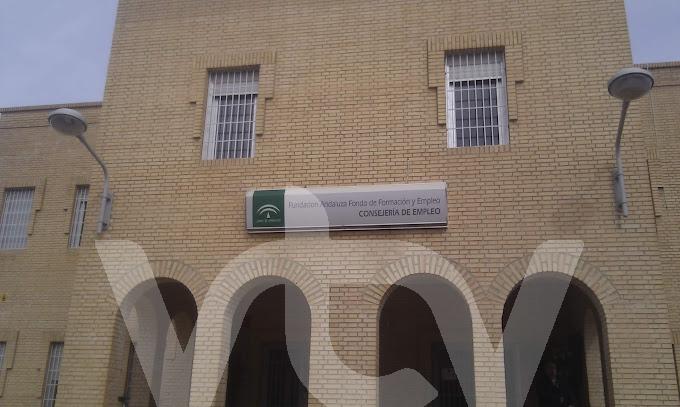 Fundación Andaluza Fondo de Formación y Empleo
CONSEJERÍA DE EMPLEO